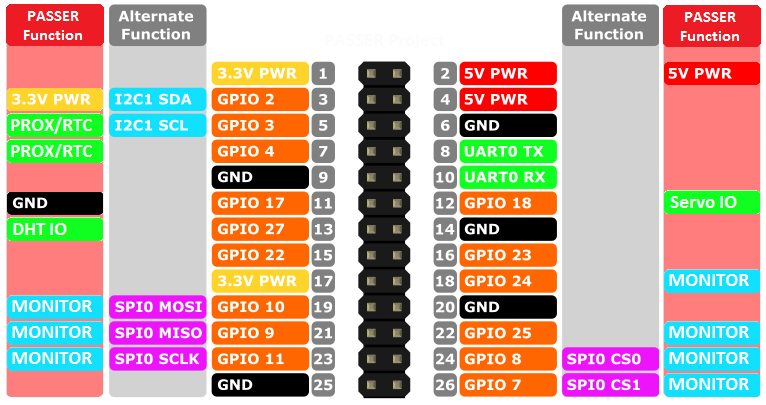 PASSER Function Alternate Function Alternate Function PASSER Function
PASSER Project
3.3V PWR 1 2 5V PWR 5V PWR
3.3V PWR I2C1 SDA GPIO 2 3 4 5V PWR
PROX/RTC I2C1 SCL GPIO 3 5 6 GND
PROX/RTC GPIO 4 7 8 UART0 TX
GND 9 10 UART0 RX
GND GPIO 17 11 12 GPIO 18 Servo IO
DHT IO GPIO 27 13 14 GND
GPIO 22 15 16 GPIO 23
3.3V PWR 17 18 GPIO 24 MONITOR
MONITOR SPI0 MOSI GPIO 10 19 20 GND
MONITOR SPI0 MISO GPIO 9 21 22 GPIO 25 MONITOR
MONITOR SPI0 SCLK GPIO 11 23 24 GPIO 8 SPI0 CS0 MONITOR
GND 25 26 GPIO 7 SPI0 CS1 MONITOR